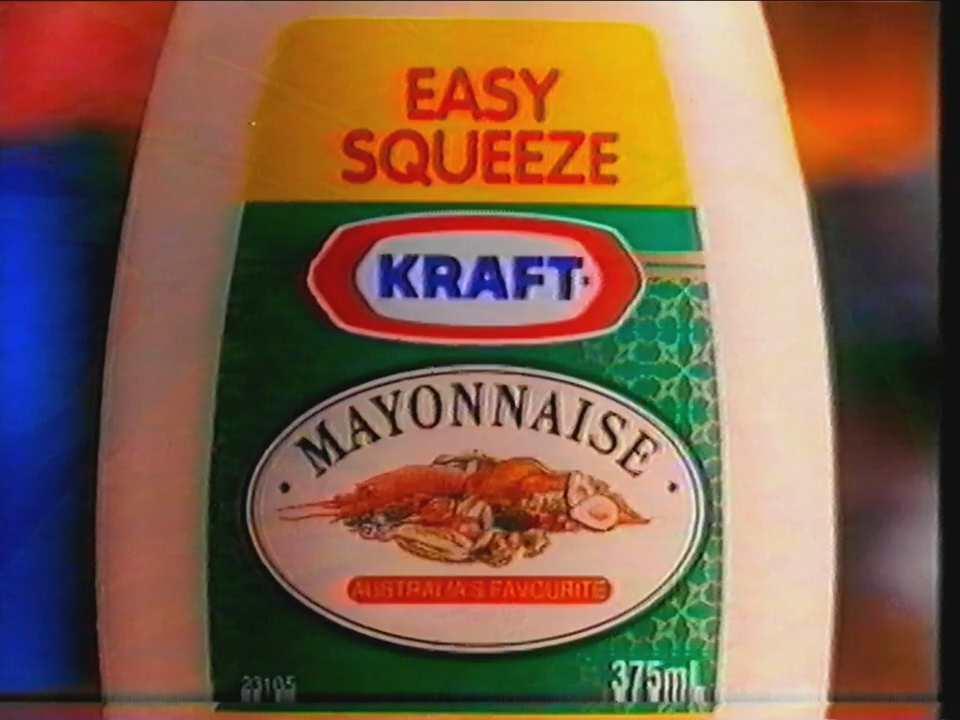 EASY
SQUEEZE
KRAFT
MAYONNAISE
AUSTRALIA'S FAVOURITE
23105
375mL